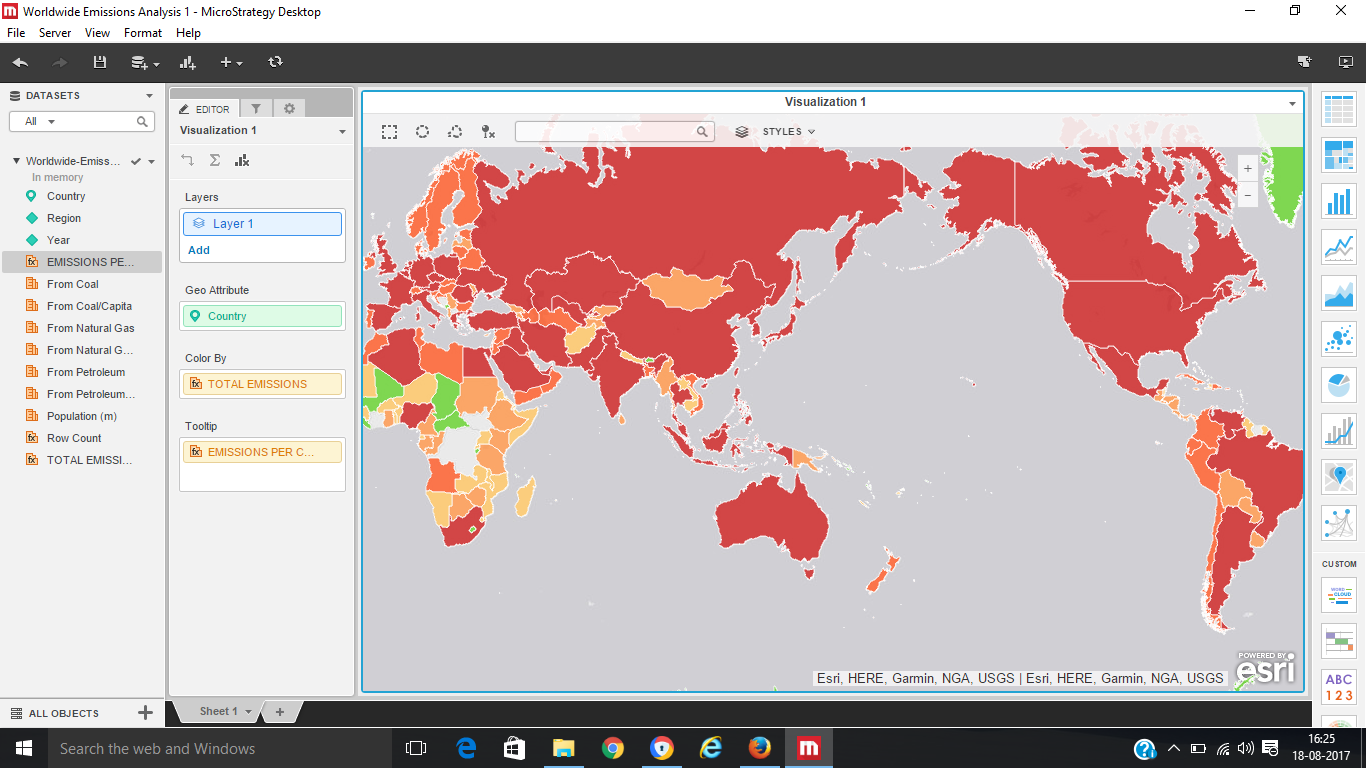 Worldwide Emissions Analysis 1 - MicroStrategy Desktop
File Server View Format Help
DATASETS
All
Worldwide-Emiss...
In memory
Country
Region
Year
EMISSIONS PE...
From Coal
From Coal/Capita
From Natural Gas
From Natural G...
From Petroleum
From Petroleum...
Population (m)
Row Count
TOTAL EMISSI...
ALL OBJECTS
EDITOR
Visualization 1
Layers
Layer 1
Add
Geo Attribute
Country
Color By
TOTAL EMISSIONS
Tooltip
EMISSIONS PER C...
Visualization 1
STYLES
POWERED BY
esri
Esri, HERE, Garmin, NGA, USGS | Esri, HERE, Garmin, NGA, USGS
Sheet 1
CUSTOM
WORD
CLOUD
ABC
1 2 3
Search the web and Windows
16:25
18-08-2017